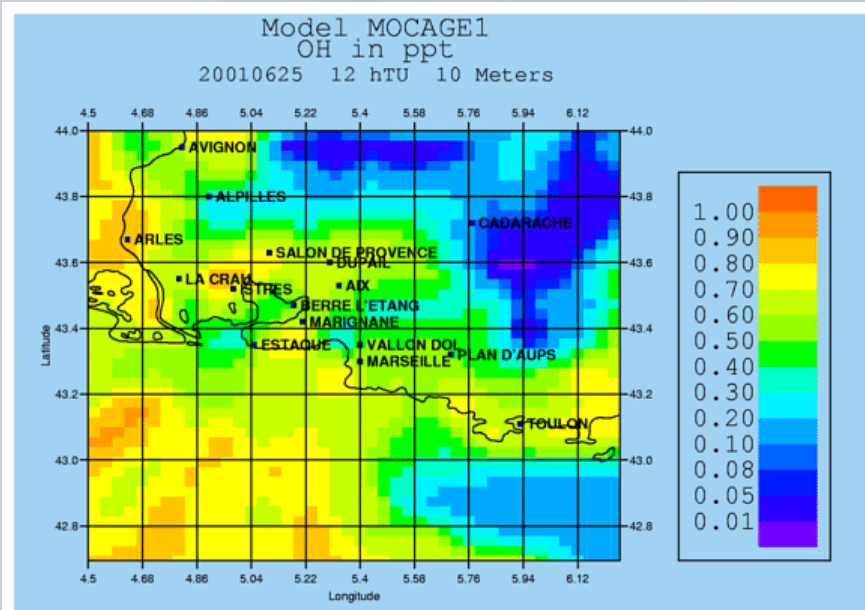 Model MOCAGE1
OH in ppt
20010625 12 hTU 10 Meters
4.5 4.68 4.86 5.04 5.22 5.4 5.58 5.76 5.94 6.12
44.0 44.0
AVIGNON
43.8 ALPILLES 43.8
CADARACHE
ARLES
SALON DE PROVENCE
43.6 DUPAIL 43.6
LA CRAU
ISTRES AIX
BERRE L'ETANG
MARIGNANE
43.4 43.4
ESTAQUE VALLON DOL
MARSEILLE PLAN D'AUPS
43.2 43.2
TOULON
43.0 43.0
42.8 42.8
4.5 4.68 4.86 5.04 5.22 5.4 5.58 5.76 5.94 6.12
Longitude
Latitude
1.00
0.90
0.80
0.70
0.60
0.50
0.40
0.30
0.20
0.10
0.08
0.05
0.01